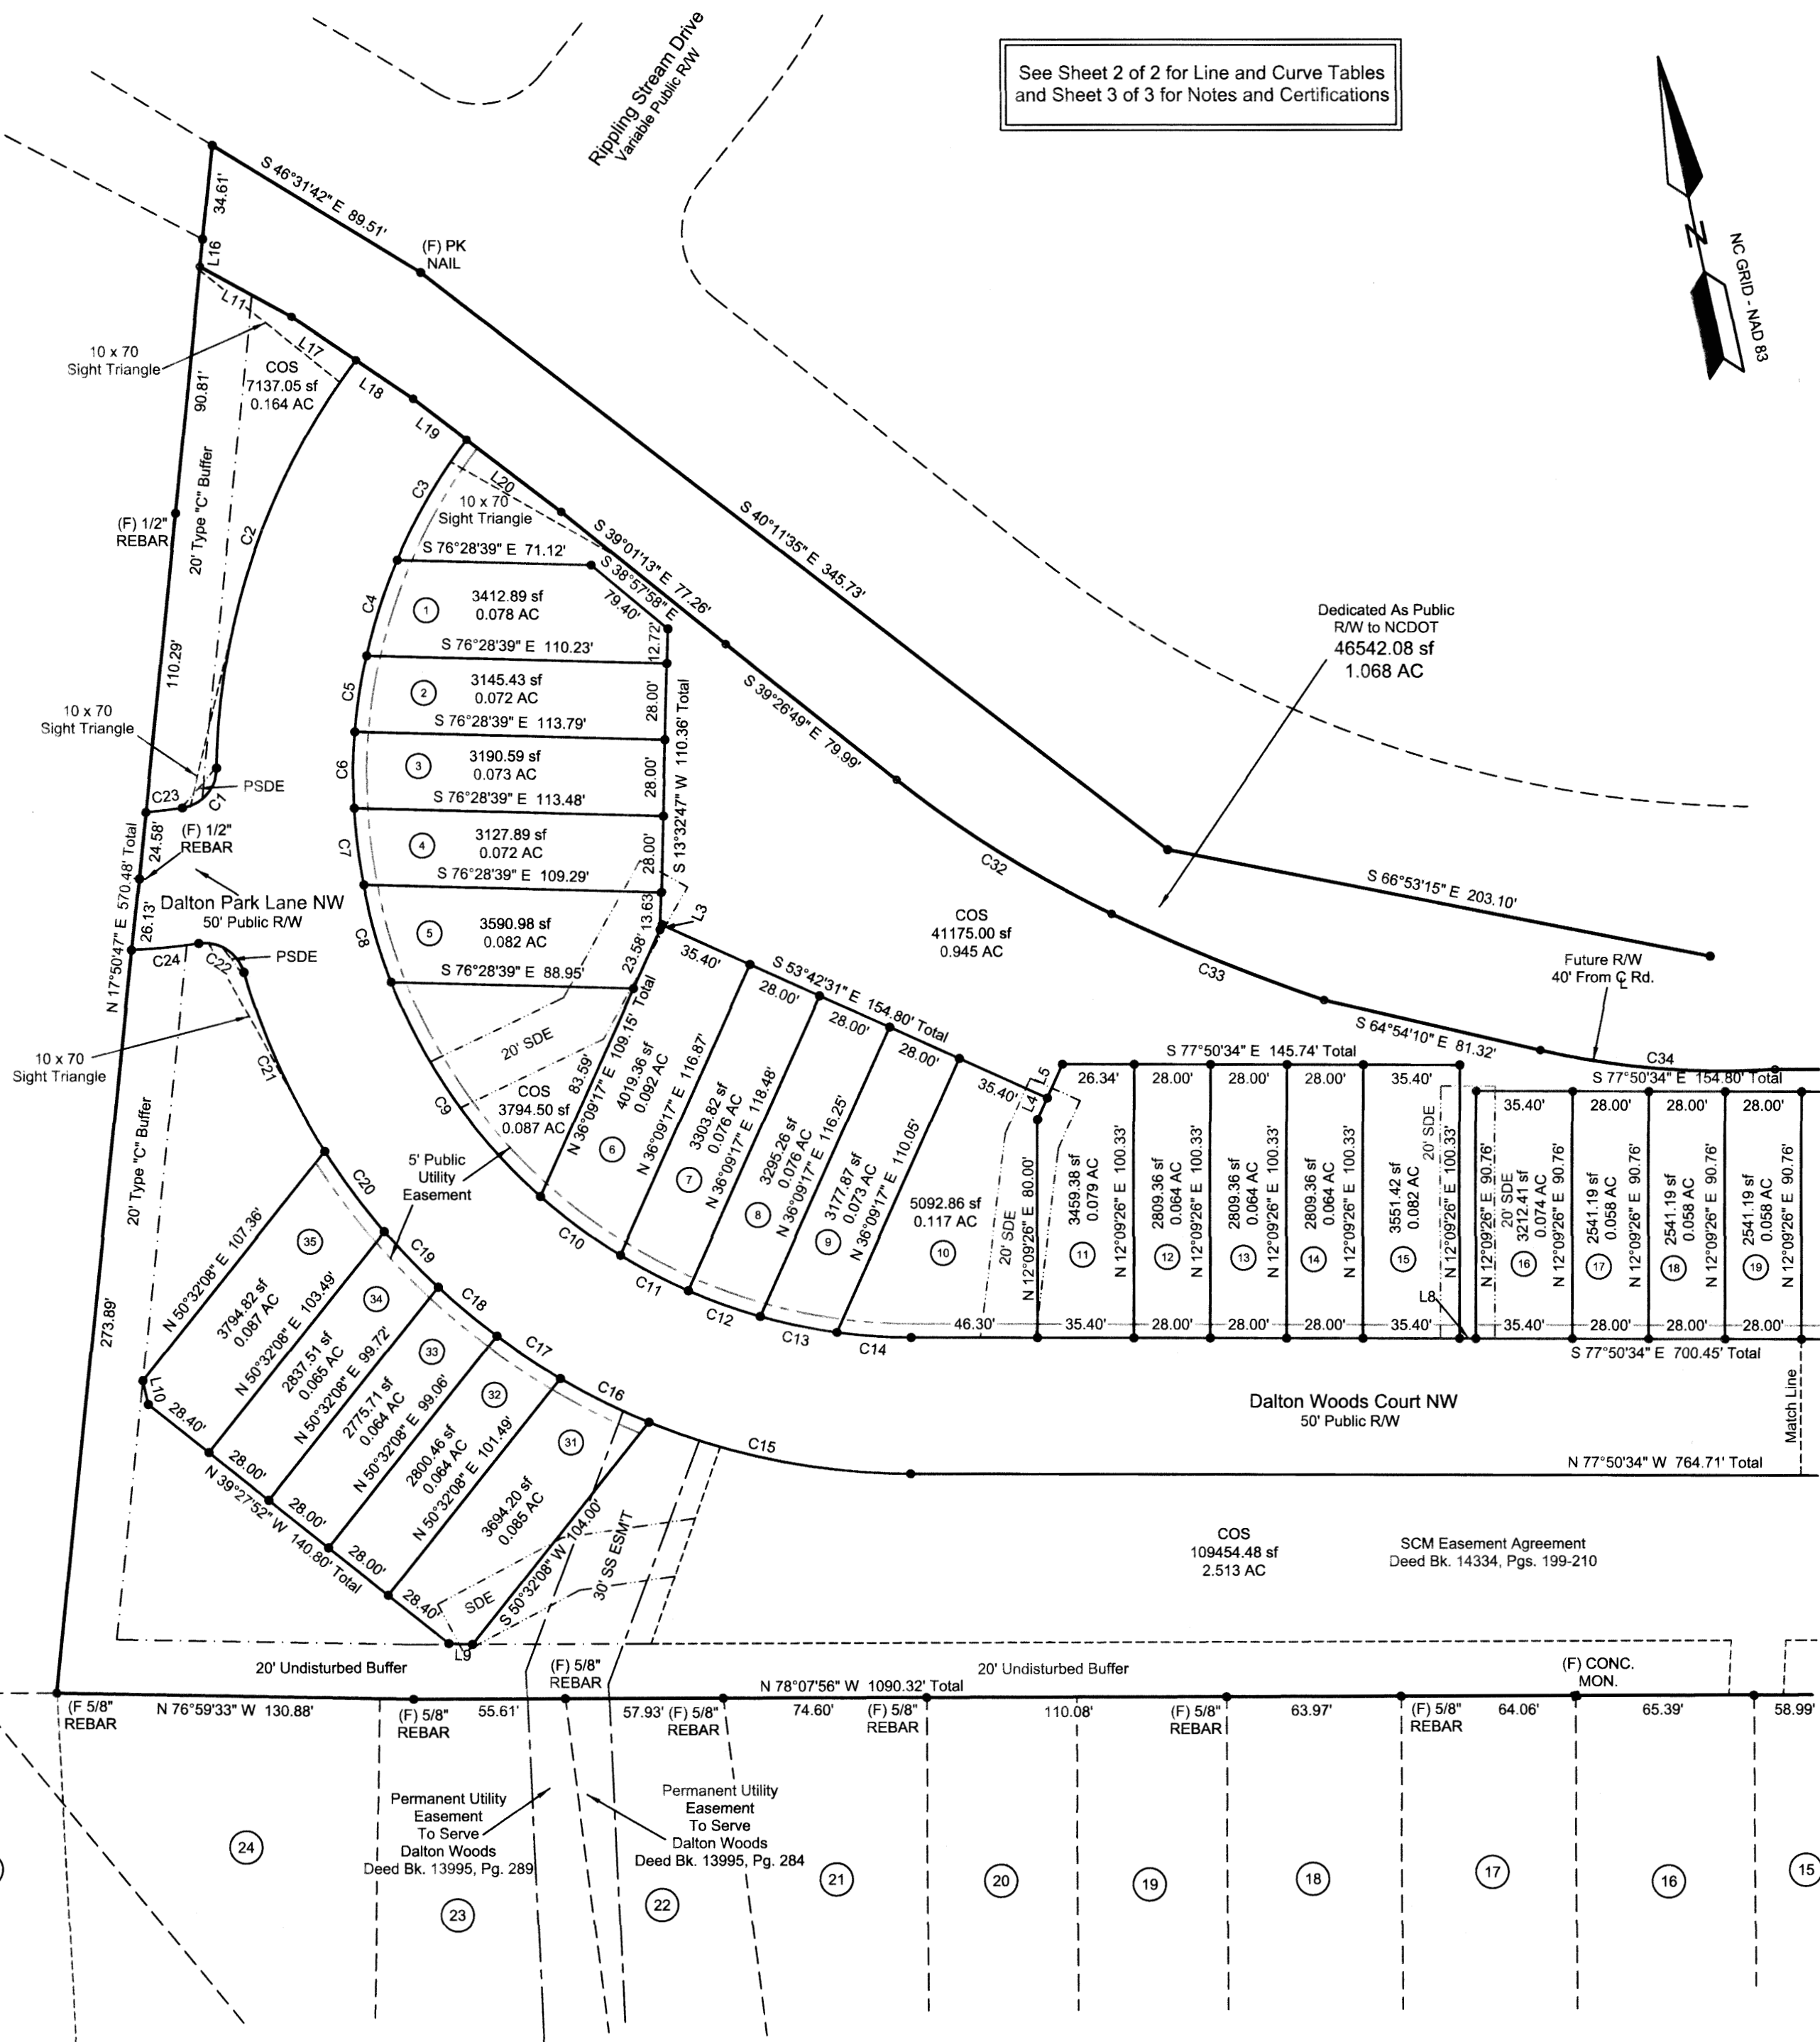 See Sheet 2 of 2 for Line and Curve Tables
and Sheet 3 of 3 for Notes and Certifications
Rippling Stream Drive
Variable Public R/W
N
NC GRID - NAD 83
34.61'
S 46°31'42" E 89.51'
(F) PK
NAIL
L16
L11
L17
L18
L19
L20
10 x 70
Sight Triangle
COS
7137.05 sf
0.164 AC
90.81'
20' Type "C" Buffer
(F) 1/2"
REBAR
C2
C3
10 x 70
Sight Triangle
S 39°01'13" E 77.26'
S 40°11'35" E 345.73'
S 76°28'39" E 71.12'
S 38°57'58" E
79.40'
C4
1
3412.89 sf
0.078 AC
12.72'
S 76°28'39" E 110.23'
110.29'
C5
2
3145.43 sf
0.072 AC
28.00'
S 76°28'39" E 113.79'
S 13°32'47" W 110.36' Total
C6
3
3190.59 sf
0.073 AC
28.00'
S 76°28'39" E 113.48'
C7
4
3127.89 sf
0.072 AC
28.00'
S 76°28'39" E 109.29'
C8
5
3590.98 sf
0.082 AC
13.63'
L3
23.58'
S 76°28'39" E 88.95'
S 39°26'49" E 79.99'
Dedicated As Public
R/W to NCDOT
46542.08 sf
1.068 AC
C32
S 66°53'15" E 203.10'
C33
S 64°54'10" E 81.32'
C34
Future R/W
40' From CL Rd.
COS
41175.00 sf
0.945 AC
10 x 70
Sight Triangle
PSDE
C23
C1
24.58'
(F) 1/2"
REBAR
Dalton Park Lane NW
50' Public R/W
N 17°50'47" E 570.48' Total
26.13'
C24
C22
PSDE
10 x 70
Sight Triangle
C21
20' Type "C" Buffer
273.89'
20' SDE
C9
COS
3794.50 sf
0.087 AC
5' Public
Utility
Easement
83.59'
N 36°09'17" E 109.15' Total
4019.36 sf
0.092 AC
6
35.40'
S 53°42'31" E 154.80' Total
N 36°09'17" E 116.87'
28.00'
3303.82 sf
0.076 AC
7
N 36°09'17" E 118.48'
28.00'
3295.26 sf
0.076 AC
8
N 36°09'17" E 116.25'
28.00'
3177.87 sf
0.073 AC
9
N 36°09'17" E 110.05'
35.40'
5092.86 sf
0.117 AC
10
L4
L5
20' SDE
N 12°09'26" E 80.00'
C10
C11
C12
C13
C14
46.30'
S 77°50'34" E 145.74' Total
26.34'
28.00'
28.00'
28.00'
35.40'
3459.38 sf
0.079 AC
11
N 12°09'26" E 100.33'
2809.36 sf
0.064 AC
12
N 12°09'26" E 100.33'
2809.36 sf
0.064 AC
13
N 12°09'26" E 100.33'
2809.36 sf
0.064 AC
14
N 12°09'26" E 100.33'
3551.42 sf
0.082 AC
15
20' SDE
N 12°09'26" E 100.33'
L8
35.40'
28.00'
28.00'
28.00'
35.40'
S 77°50'34" E 154.80' Total
35.40'
28.00'
28.00'
28.00'
N 12°09'26" E 90.76'
20' SDE
3212.41 sf
0.074 AC
16
N 12°09'26" E 90.76'
2541.19 sf
0.058 AC
17
N 12°09'26" E 90.76'
2541.19 sf
0.058 AC
18
N 12°09'26" E 90.76'
2541.19 sf
0.058 AC
19
N 12°09'26" E 90.76'
35.40'
28.00'
28.00'
28.00'
S 77°50'34" E 700.45' Total
Dalton Woods Court NW
50' Public R/W
Match Line
N 77°50'34" W 764.71' Total
C20
C19
C18
C17
C16
C15
N 50°32'08" E 107.36'
35
3794.82 sf
0.087 AC
N 50°32'08" E 103.49'
34
2837.51 sf
0.065 AC
N 50°32'08" E 99.72'
33
2775.71 sf
0.064 AC
N 50°32'08" E 99.06'
32
2800.46 sf
0.064 AC
N 50°32'08" E 101.49'
31
3694.20 sf
0.085 AC
S 50°32'08" W 104.00'
L10
28.40'
28.00'
28.00'
28.00'
28.40'
N 39°27'52" W 140.80' Total
SDE
L9
30' SS ESM'T
COS
109454.48 sf
2.513 AC
SCM Easement Agreement
Deed Bk. 14334, Pgs. 199-210
20' Undisturbed Buffer
(F) 5/8"
REBAR
20' Undisturbed Buffer
(F) CONC.
MON.
N 78°07'56" W 1090.32' Total
(F 5/8"
REBAR
N 76°59'33" W 130.88'
(F) 5/8"
REBAR
55.61'
57.93'
(F) 5/8"
REBAR
74.60'
(F) 5/8"
REBAR
110.08'
(F) 5/8"
REBAR
63.97'
(F) 5/8"
REBAR
64.06'
65.39'
58.99'
Permanent Utility
Easement
To Serve
Dalton Woods
Deed Bk. 13995, Pg. 289
Permanent Utility
Easement
To Serve
Dalton Woods
Deed Bk. 13995, Pg. 284
24
23
22
21
20
19
18
17
16
15